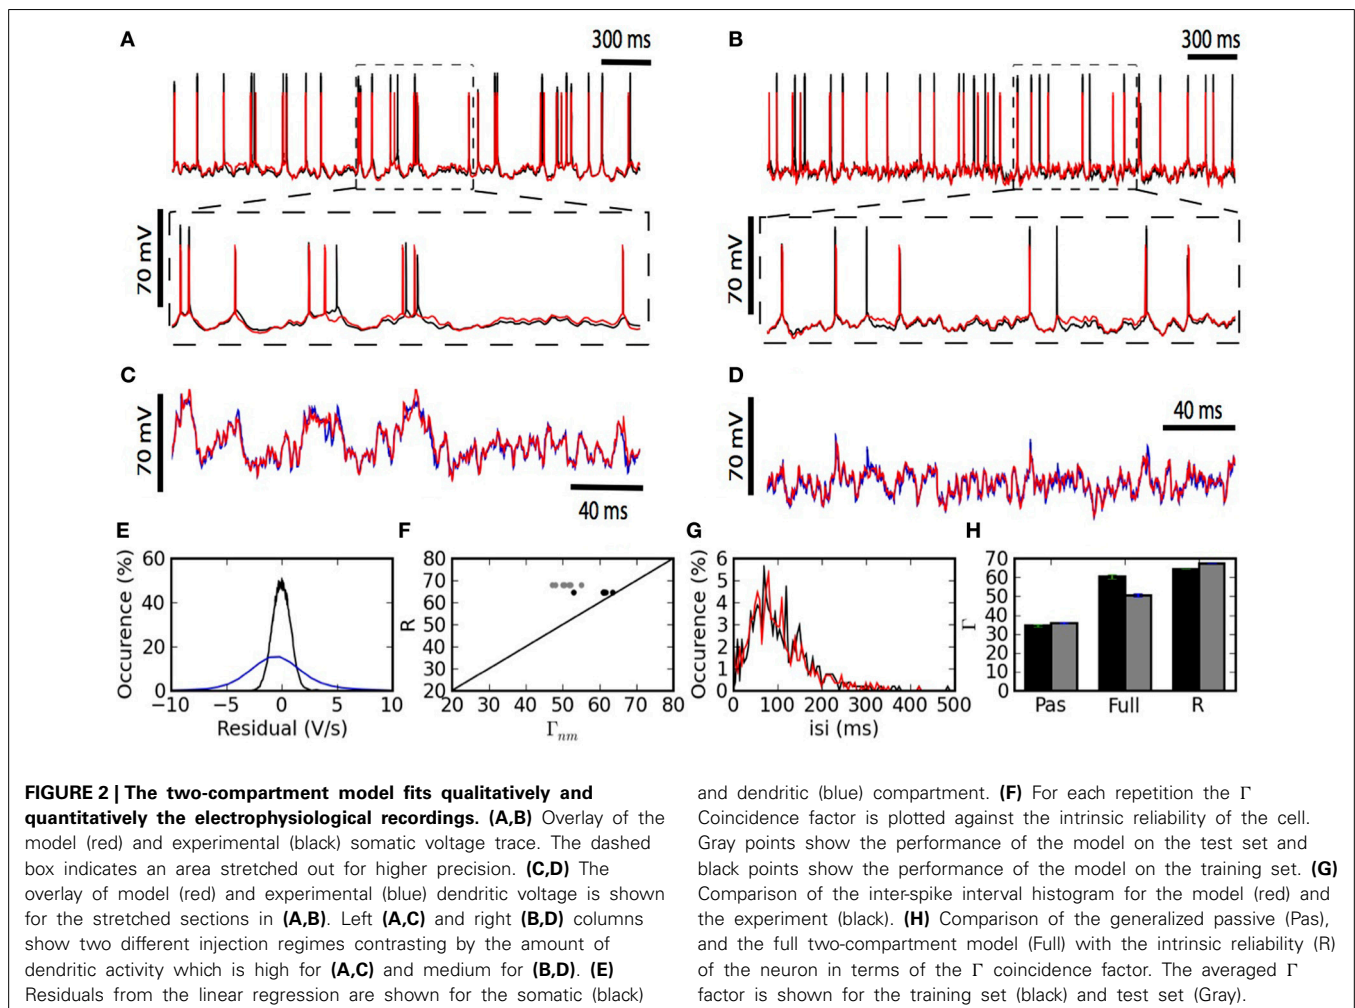 A
300 ms
B
300 ms
70 mV
70 mV
C
70 mV
40 ms
D
70 mV
40 ms
E
Occurence (%)
60
40
20
0
−10
−5
0
5
10
Residual (V/s)
F
R
80
70
60
50
40
30
20
20
30
40
50
60
70
80
Γnm
G
Occurence (%)
6
5
4
3
2
1
0
0
100
200
300
400
500
isi (ms)
H
Γ
70
60
50
40
30
20
10
0
Pas
Full
R
FIGURE 2 | The two-compartment model fits qualitatively and
quantitatively the electrophysiological recordings. (A,B) Overlay of the
model (red) and experimental (black) somatic voltage trace. The dashed
box indicates an area stretched out for higher precision. (C,D) The
overlay of model (red) and experimental (blue) dendritic voltage is shown
for the stretched sections in (A,B). Left (A,C) and right (B,D) columns
show two different injection regimes contrasting by the amount of
dendritic activity which is high for (A,C) and medium for (B,D). (E)
Residuals from the linear regression are shown for the somatic (black)
and dendritic (blue) compartment. (F) For each repetition the Γ
Coincidence factor is plotted against the intrinsic reliability of the cell.
Gray points show the performance of the model on the test set and
black points show the performance of the model on the training set. (G)
Comparison of the inter-spike interval histogram for the model (red) and
the experiment (black). (H) Comparison of the generalized passive (Pas),
and the full two-compartment model (Full) with the intrinsic reliability (R)
of the neuron in terms of the Γ coincidence factor. The averaged Γ
factor is shown for the training set (black) and test set (Gray).